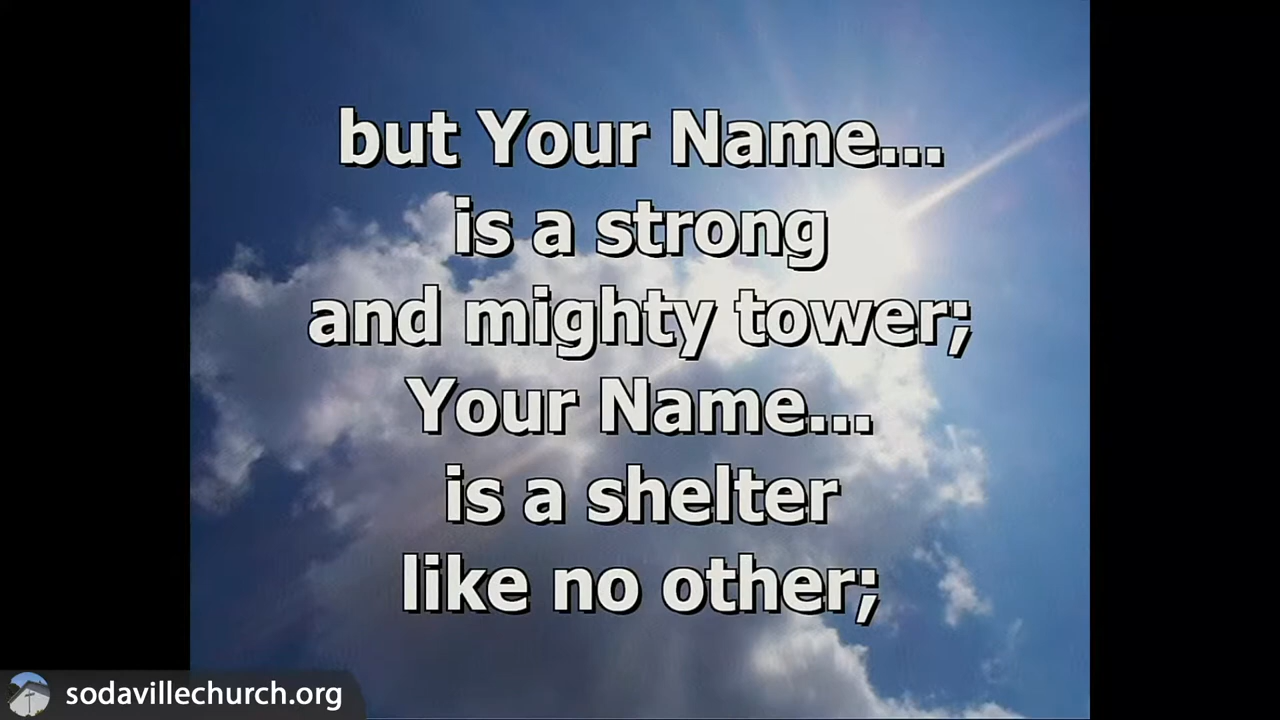 but Your Name...
is a strong
and mighty tower;
Your Name...
is a shelter
like no other;
sodavillechurch.org